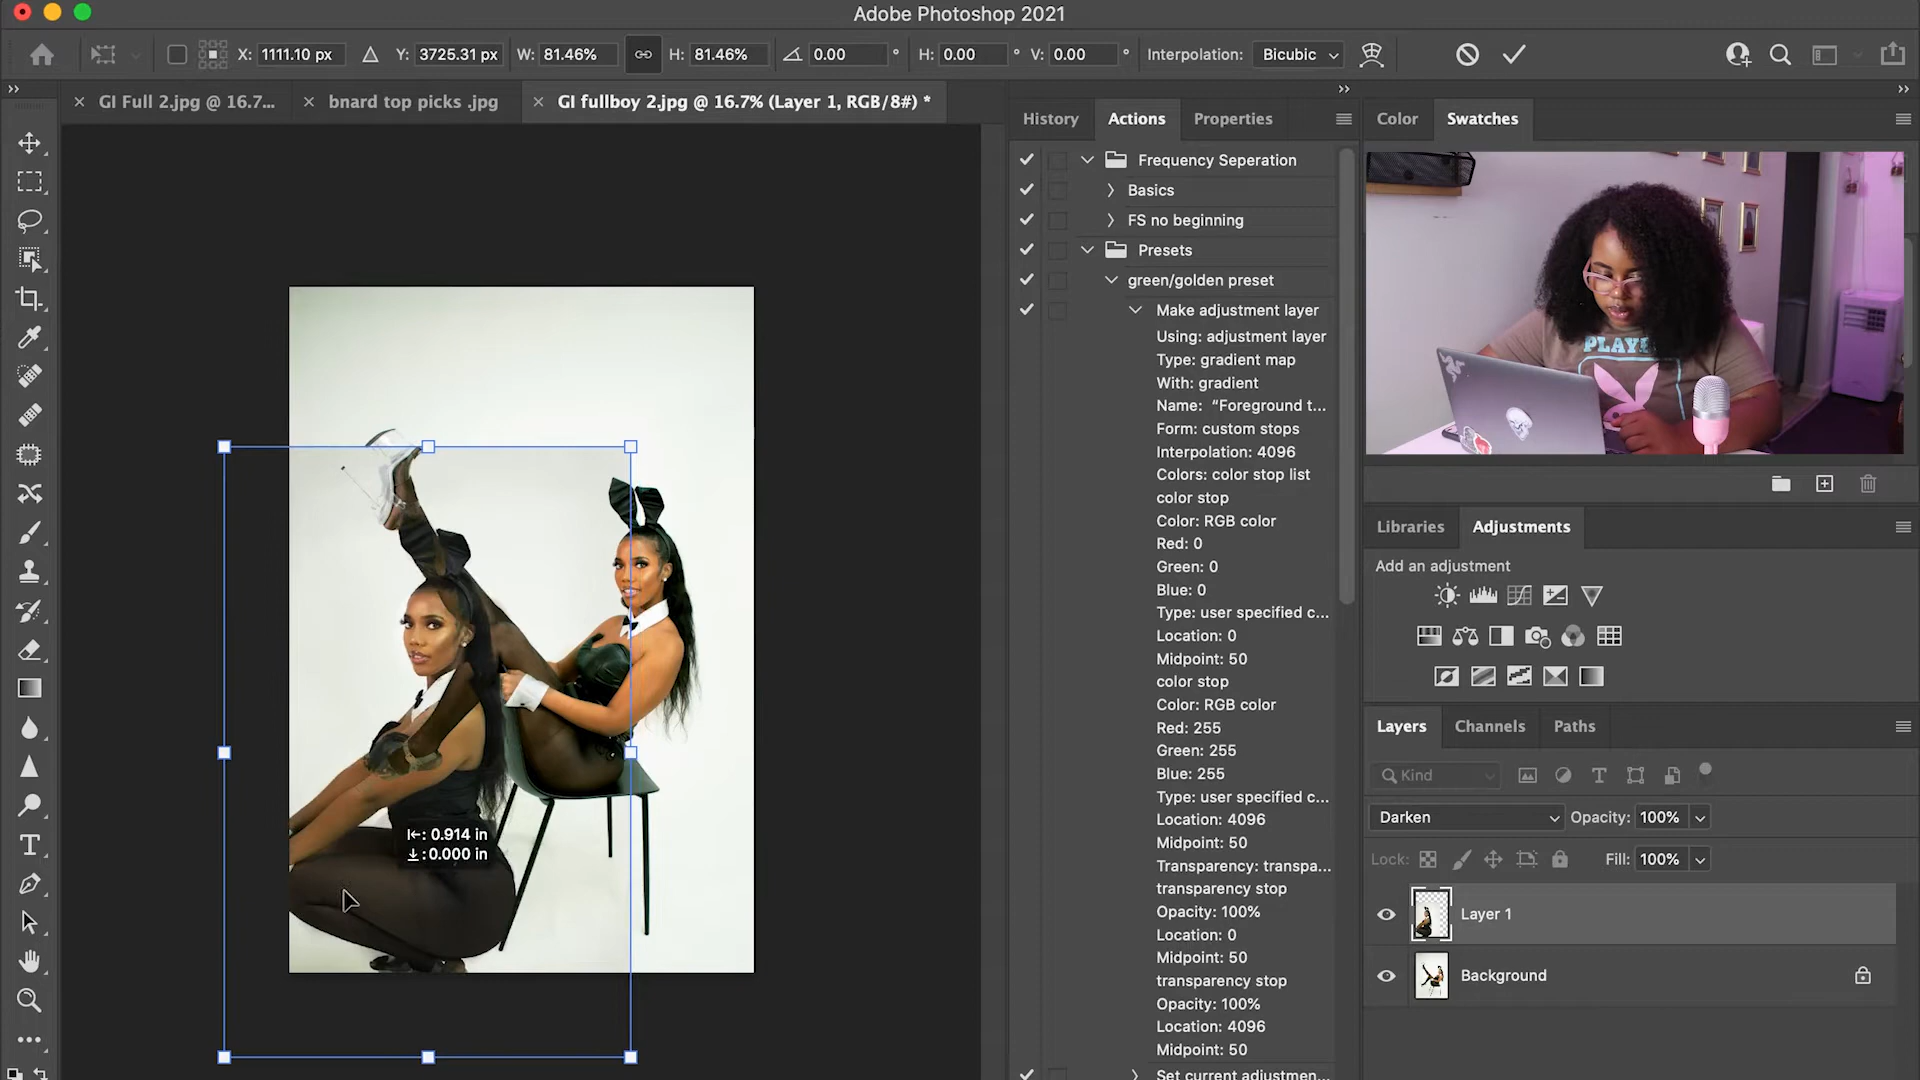 Adobe Photoshop 2021
X: 1111.10 px Y: 3725.31 px W: 81.46% H: 81.46% 0.00 ° H: 0.00 ° V: 0.00 ° Interpolation: Bicubic
GI Full 2.jpg @ 16.7... bnard top picks .jpg GI fullboy 2.jpg @ 16.7% (Layer 1, RGB/8#) *
History Actions Properties
Frequency Seperation
Basics
FS no beginning
Presets
green/golden preset
Make adjustment layer
Using: adjustment layer
Type: gradient map
With: gradient
Name: “Foreground t...
Form: custom stops
Interpolation: 4096
Colors: color stop list
color stop
Color: RGB color
Red: 0
Green: 0
Blue: 0
Type: user specified c...
Location: 0
Midpoint: 50
color stop
Color: RGB color
Red: 255
Green: 255
Blue: 255
Type: user specified c...
Location: 4096
Midpoint: 50
Transparency: transpa...
transparency stop
Opacity: 100%
Location: 0
Midpoint: 50
transparency stop
Opacity: 100%
Location: 4096
Midpoint: 50
Set current adjustmen...
Color Swatches
Libraries Adjustments
Add an adjustment
Layers Channels Paths
Kind
Darken Opacity: 100%
Lock: Fill: 100%
Layer 1
Background
0.914 in
0.000 in